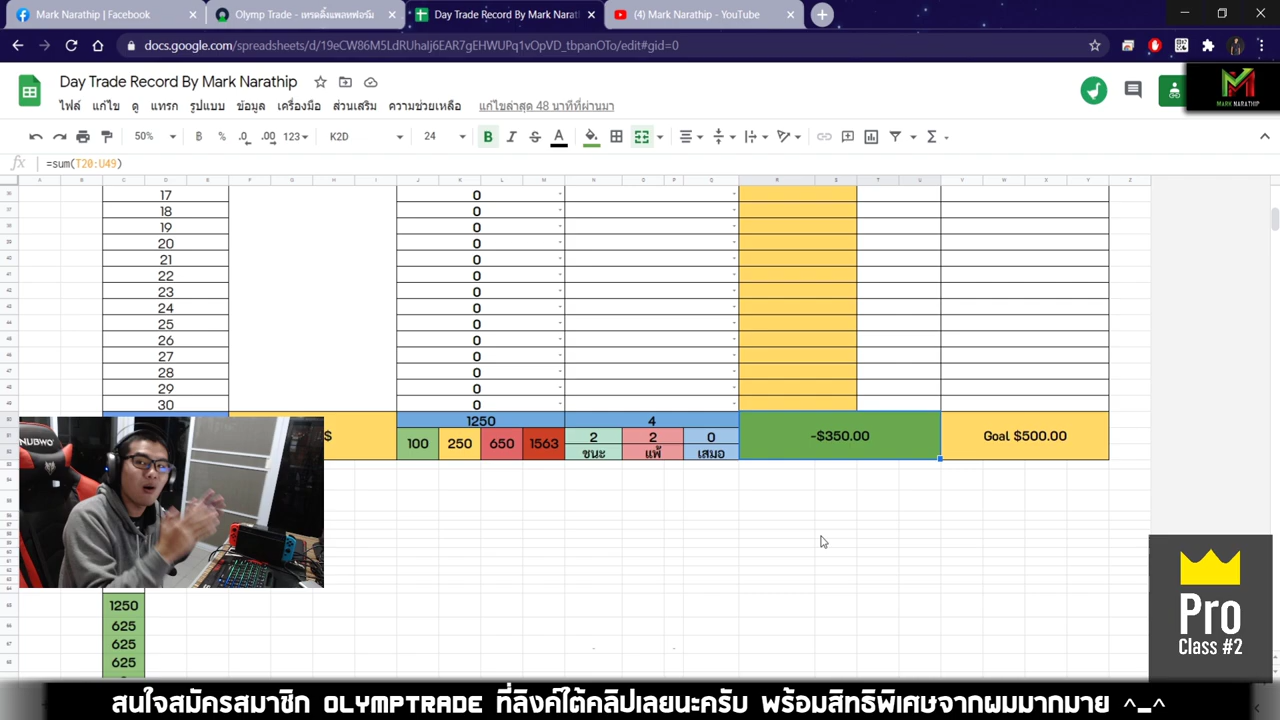 Mark Narathip | Facebook
Olymp Trade - เทรดดิ้งแพลทฟอร์ม
Day Trade Record By Mark Narat
(4) Mark Narathip - YouTube
docs.google.com/spreadsheets/d/19eCW86M5LdRUhaIj6EAR7gEHWUPq1vOpVD_tbpanOTo/edit#gid=0
Day Trade Record By Mark Narathip
ไฟล์ แก้ไข ดู แทรก รูปแบบ ข้อมูล เครื่องมือ ส่วนเสริม ความช่วยเหลือ แก้ไขล่าสุด 48 นาทีที่ผ่านมา
MARK NARATHIP
50% ฿ % .0 .00 123 K2D 24 B I S A
fx =sum(T20:U49)
A B C D E F G H I J K L M N O P Q R S T U V W X Y Z
17 0
18 0
19 0
20 0
21 0
22 0
23 0
24 0
25 0
26 0
27 0
28 0
29 0
30 0
1250 4
$ 100 250 650 1563 2 2 0 -$350.00 Goal $500.00
ชนะ แพ้ เสมอ
NUBWO
1250
625
625
625
Pro
Class #2
สนใจสมัครสมาชิก OLYMPTRADE ที่ลิงค์ใต้คลิปเลยนะครับ พร้อมสิทธิพิเศษจากผมมากมาย ^_^